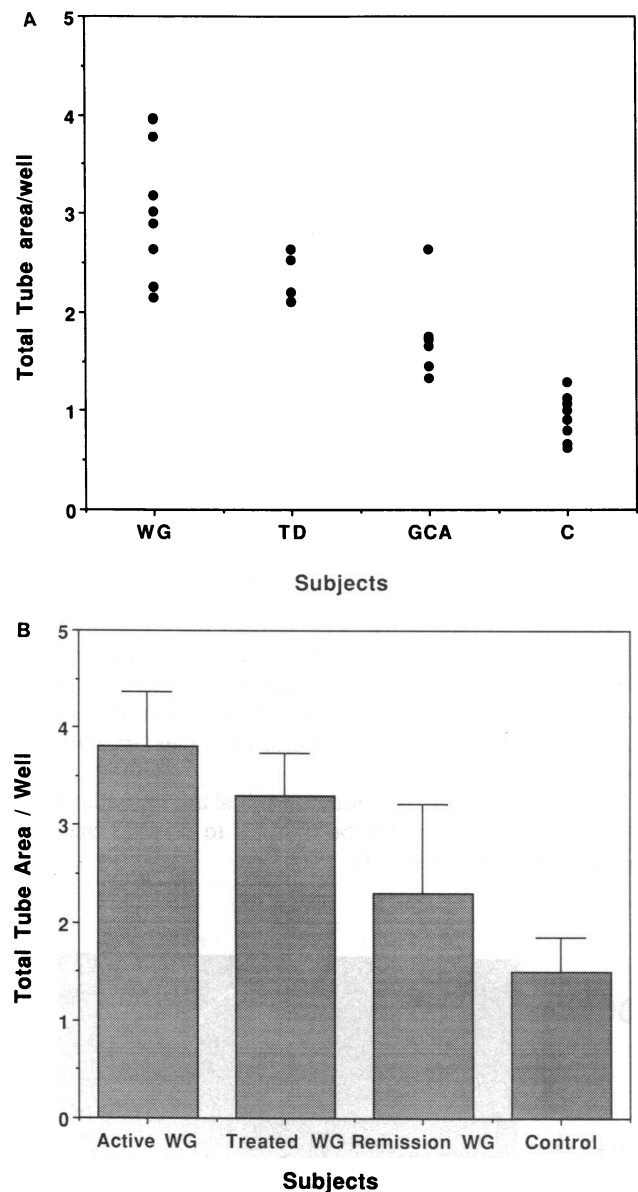 A
5
4
3
2
1
0
Total Tube area/well
WG TD GCA C
Subjects
B
5
4
3
2
1
0
Total Tube Area / Well
Active WG Treated WG Remission WG Control
Subjects